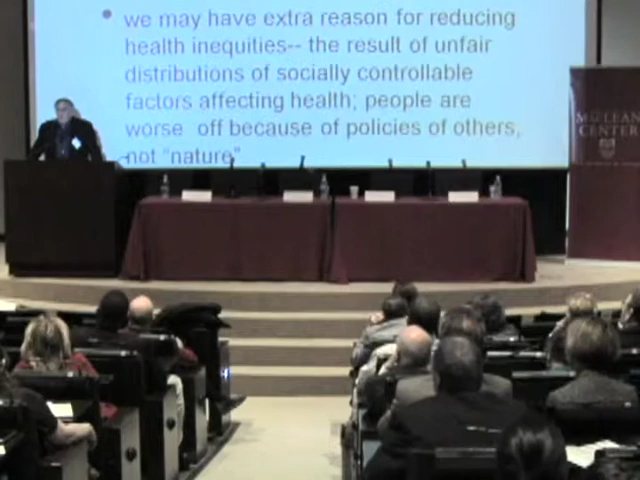 • we may have extra reason for reducing
health inequities-- the result of unfair
distributions of socially controllable
factors affecting health; people are
worse off because of policies of others,
not "nature"
MACLEAN
CENTER